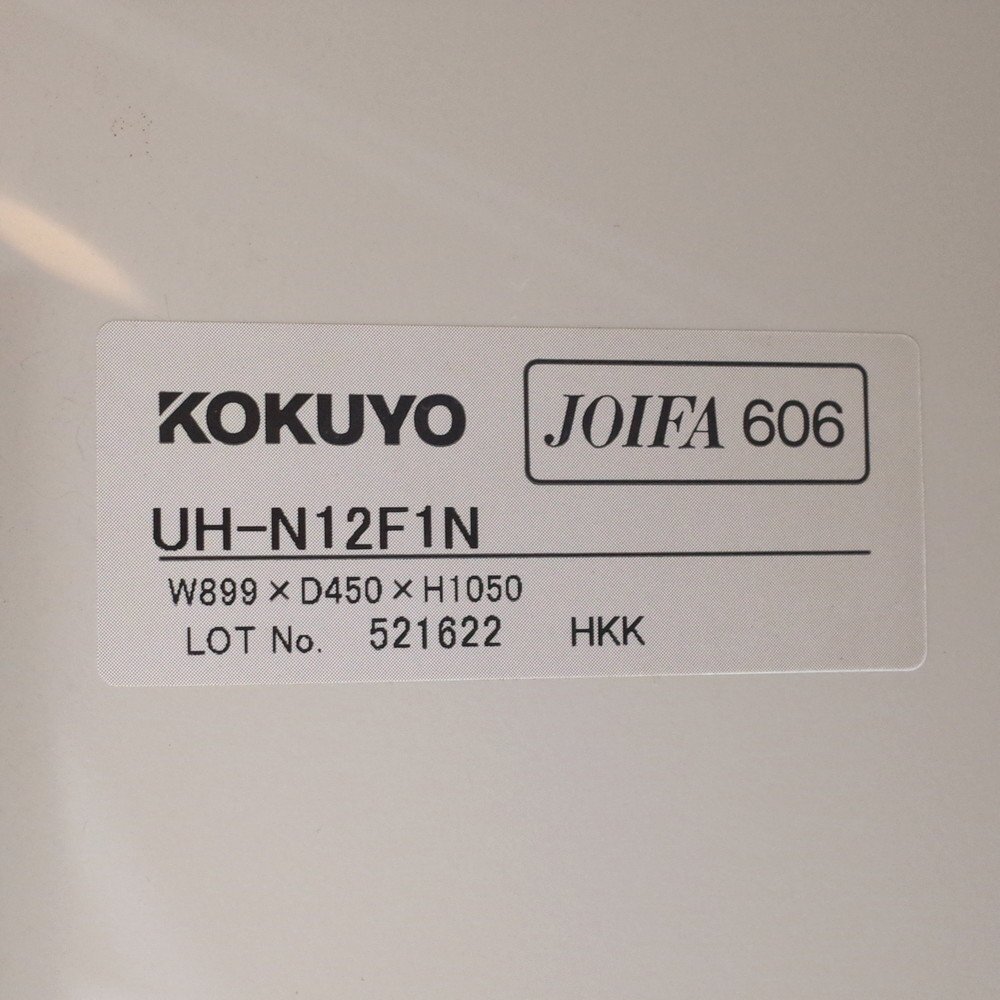 KOKUYO JOIFA 606
UH-N12F1N
W899×D450×H1050
LOT No. 521622 HKK